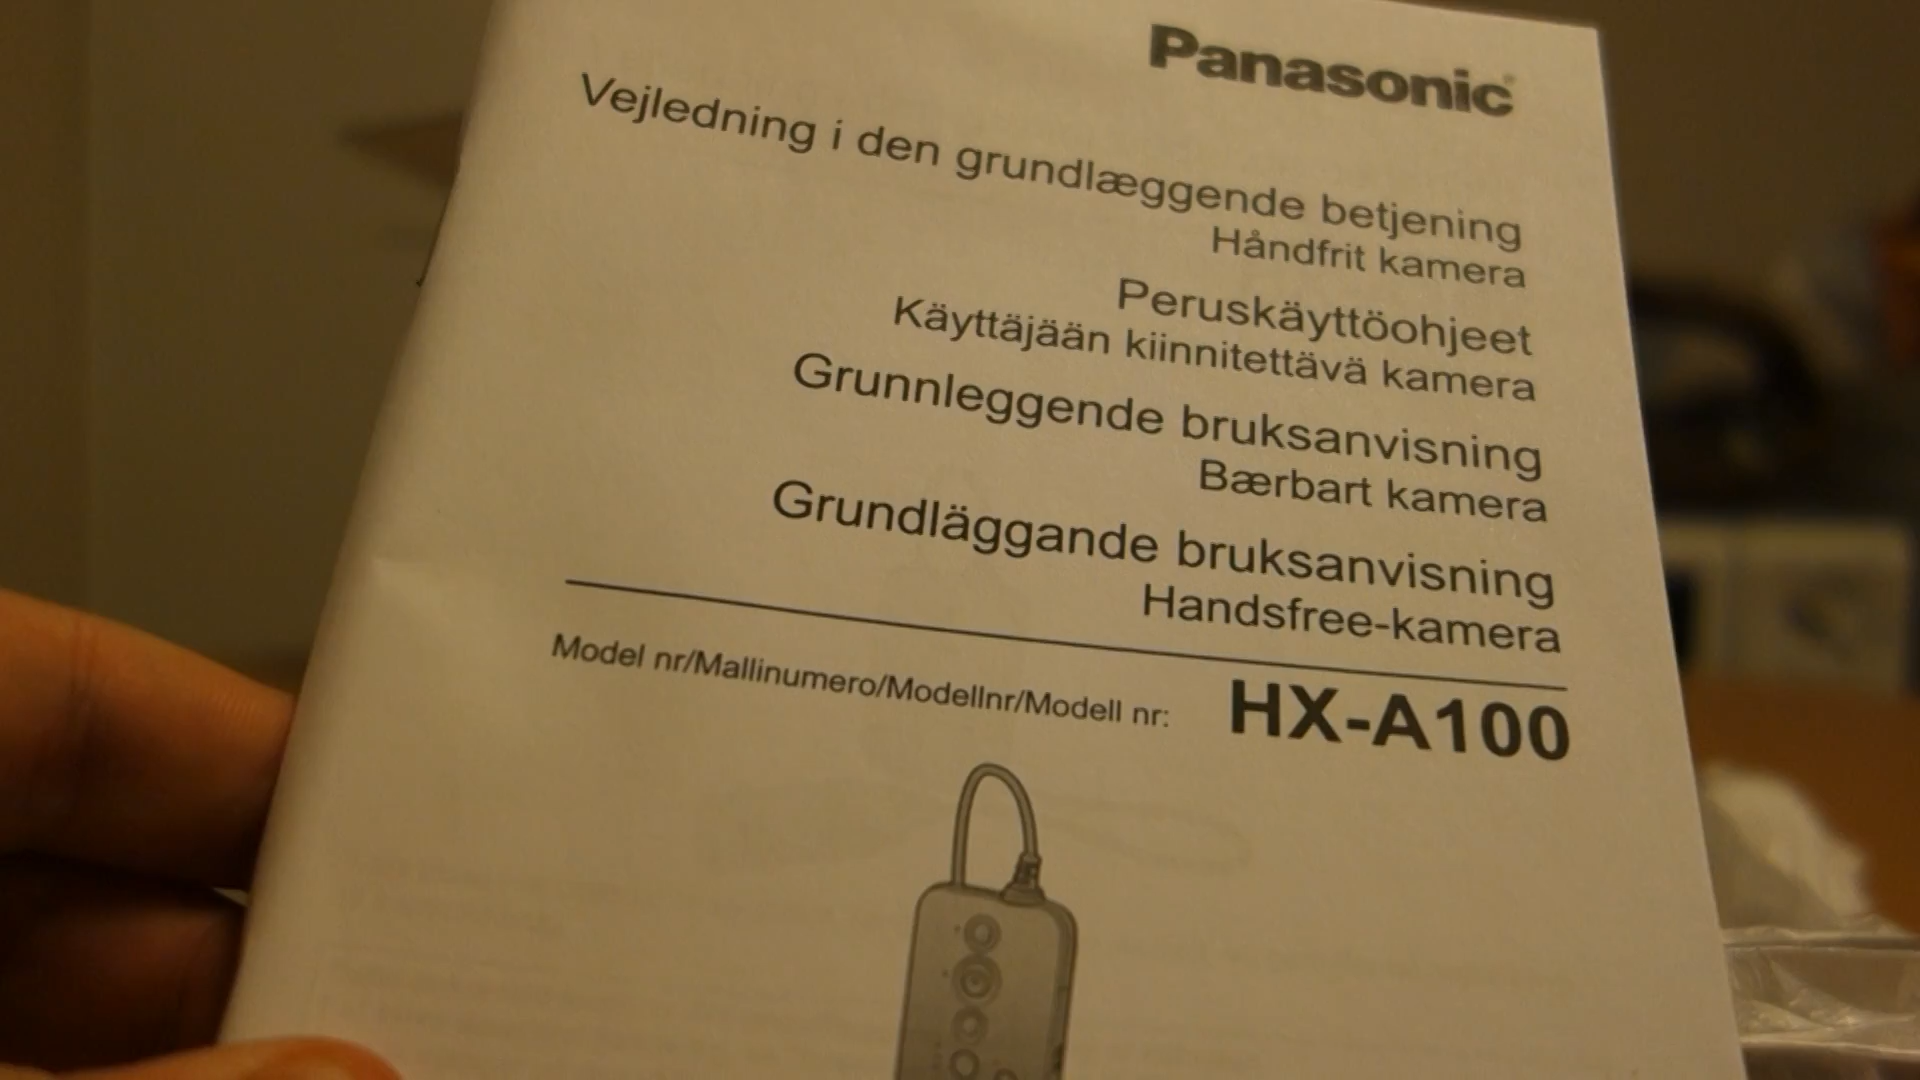 Panasonic
Vejledning i den grundlæggende betjening
Håndfrit kamera
Peruskäyttöohjeet
Käyttäjään kiinnitettävä kamera
Grunnleggende bruksanvisning
Bærbart kamera
Grundläggande bruksanvisning
Handsfree-kamera
Model nr/Mallinumero/Modellnr/Modell nr: HX-A100